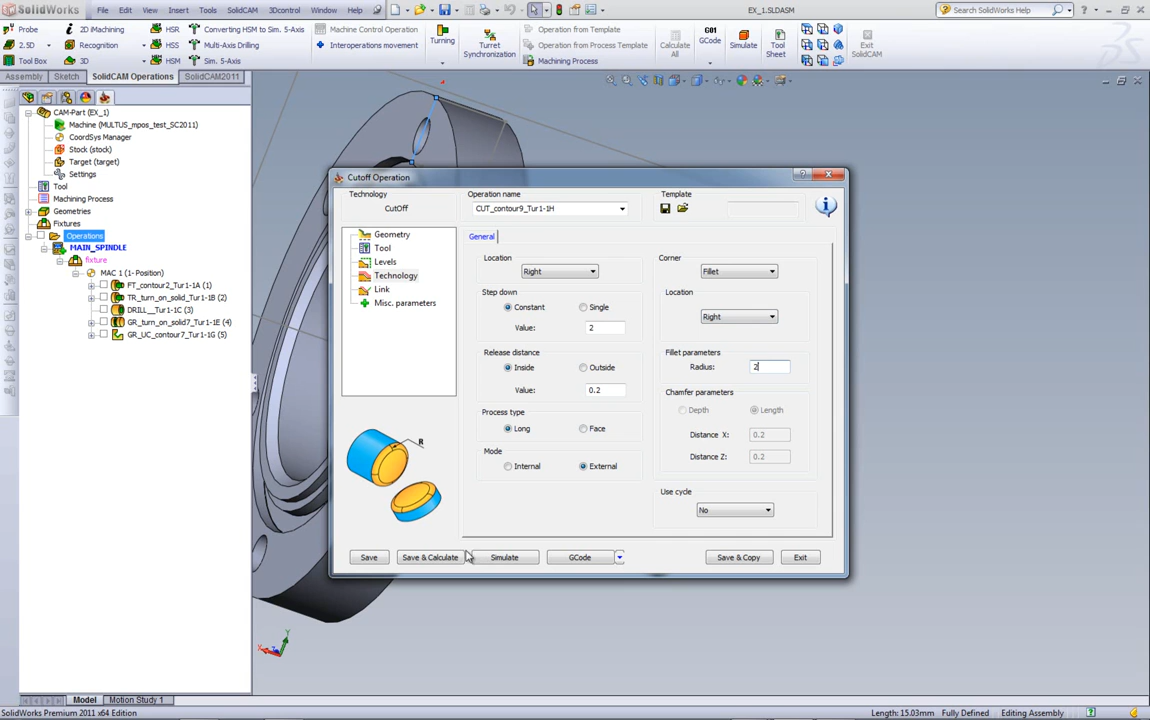 SolidWorks File Edit View Insert Tools SolidCAM Toolbox Window Help EX_1.SLDASM Search SolidWorks Help
Probe 2D iMachining HSR Converting HSM to Sim. 5-Axis Machine Control Operation Turning Turret Synchronization Operation from Template Calculate All G01 GCode Simulate Tool Sheet Exit SolidCAM
2.5D Recognition HSS Multi-Axis Drilling Interoperations movement Operation from Process Template
Tool Box 3D HSM Sim. 5-Axis Machining Process
Assembly Sketch SolidCAM Operations SolidCAM2011
CAM-Part (EX_1)
Machine (MULTUS_mpos_test_SC2011)
CoordSys Manager
Stock (stock)
Target (target)
Settings
Tool
Machining Process
Geometries
Fixtures
Operations
MAIN_SPINDLE
fixture
MAC 1 (1- Position)
FT_contour2_Tur1-1A (1)
TR_turn_on_solid_Tur1-1B (2)
DRILL__Tur1-1C (3)
GR_turn_on_solid7_Tur1-1E (4)
GR_UC_contour7_Tur1-1G (5)
Cutoff Operation
Technology Operation name Template
CutOff CUT_contour9_Tur1-1H
Geometry
Tool
Levels
Technology
Link
Misc. parameters
R
General
Location
Right
Step down
Constant Single
Value: 2
Release distance
Inside Outside
Value: 0.2
Process type
Long Face
Mode
Internal External
Corner
Fillet
Location
Right
Fillet parameters
Radius: 2
Chamfer parameters
Depth Length
Distance X: 0.2
Distance Z: 0.2
Use cycle
No
Save Save & Calculate Simulate GCode Save & Copy Exit
Y
X
Model Motion Study 1
SolidWorks Premium 2011 x64 Edition Length: 15.03mm Fully Defined Editing Assembly